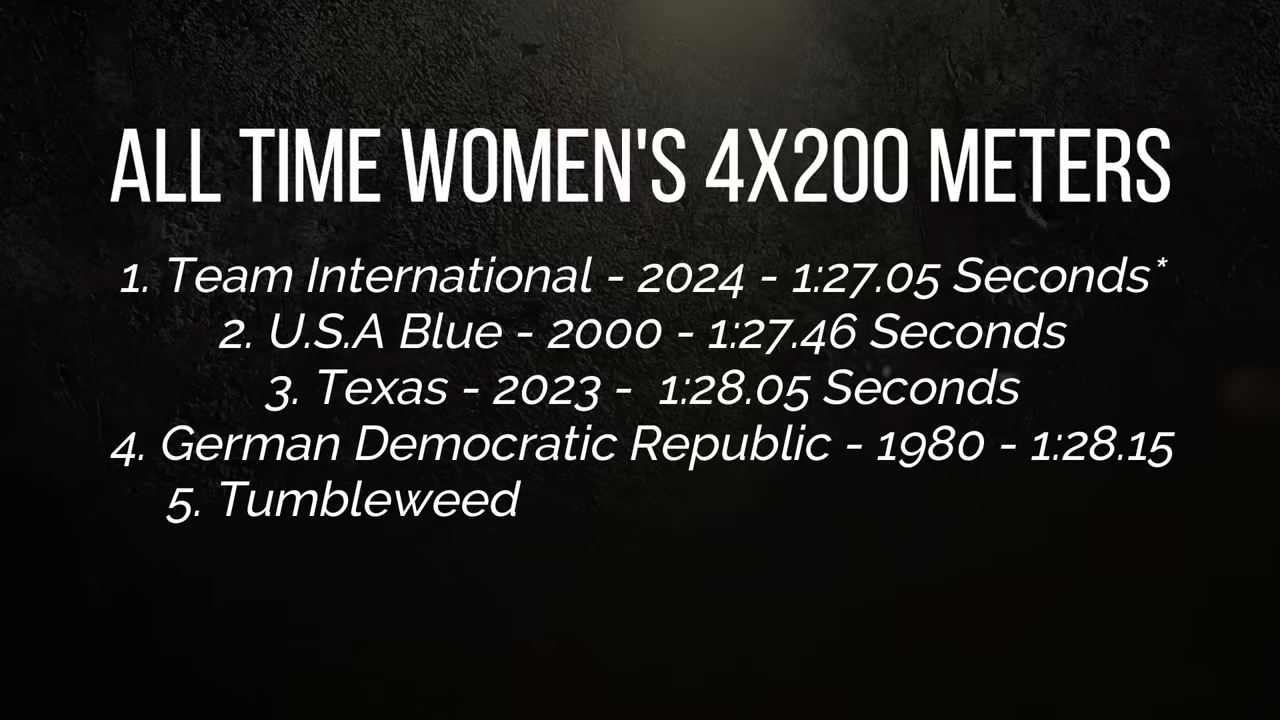 ALL TIME WOMEN'S 4X200 METERS
1. Team International - 2024 - 1:27.05 Seconds*
2. U.S.A Blue - 2000 - 1:27.46 Seconds
3. Texas - 2023 - 1:28.05 Seconds
4. German Democratic Republic - 1980 - 1:28.15
5. Tumbleweed